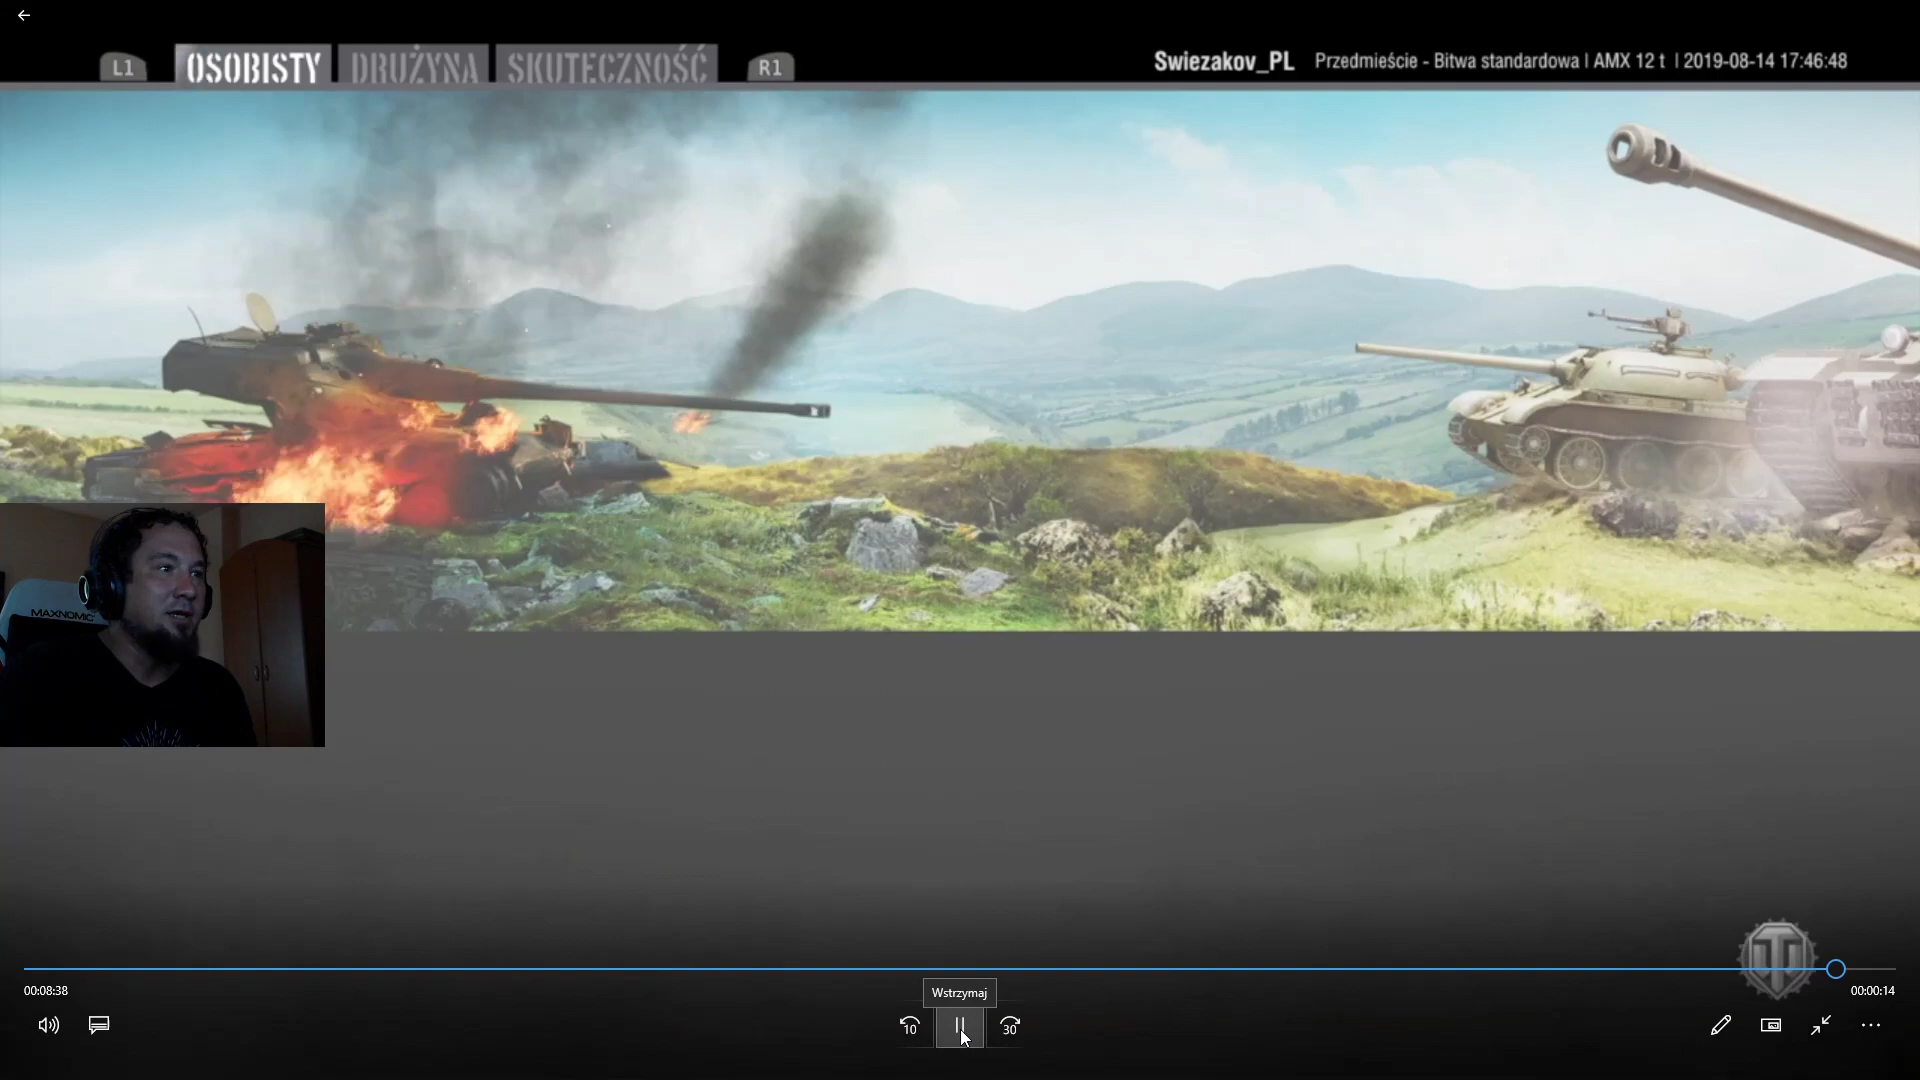 L1
OSOBISTY
DRUŻYNA
SKUTECZNOŚĆ
R1
Swiezakov_PL
Przedmieście - Bitwa standardowa | AMX 12 t | 2019-08-14 17:46:48
MAXNOMIC
00:08:38
Wstrzymaj
00:00:14
10
30